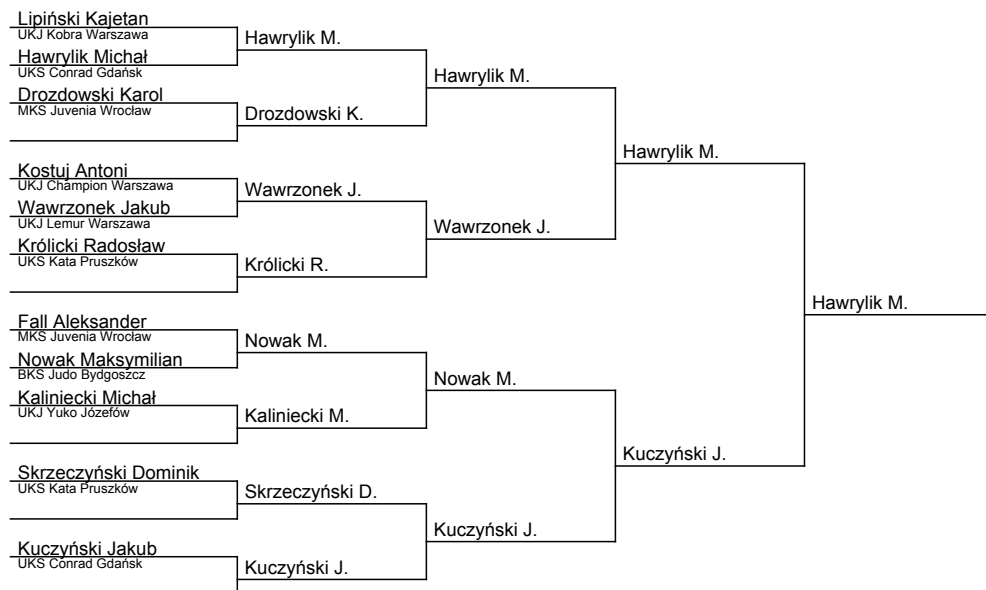 Lipiński Kajetan
UKJ Kobra Warszawa
Hawrylik M.
Hawrylik Michał
UKS Conrad Gdańsk
Hawrylik M.
Drozdowski Karol
MKS Juvenia Wrocław
Drozdowski K.
Hawrylik M.
Kostuj Antoni
UKJ Champion Warszawa
Wawrzonek J.
Wawrzonek Jakub
UKJ Lemur Warszawa
Wawrzonek J.
Królicki Radosław
UKS Kata Pruszków
Królicki R.
Hawrylik M.
Fall Aleksander
MKS Juvenia Wrocław
Nowak M.
Nowak Maksymilian
BKS Judo Bydgoszcz
Nowak M.
Kaliniecki Michał
UKJ Yuko Józefów
Kaliniecki M.
Kuczyński J.
Skrzeczyński Dominik
UKS Kata Pruszków
Skrzeczyński D.
Kuczyński J.
Kuczyński Jakub
UKS Conrad Gdańsk
Kuczyński J.